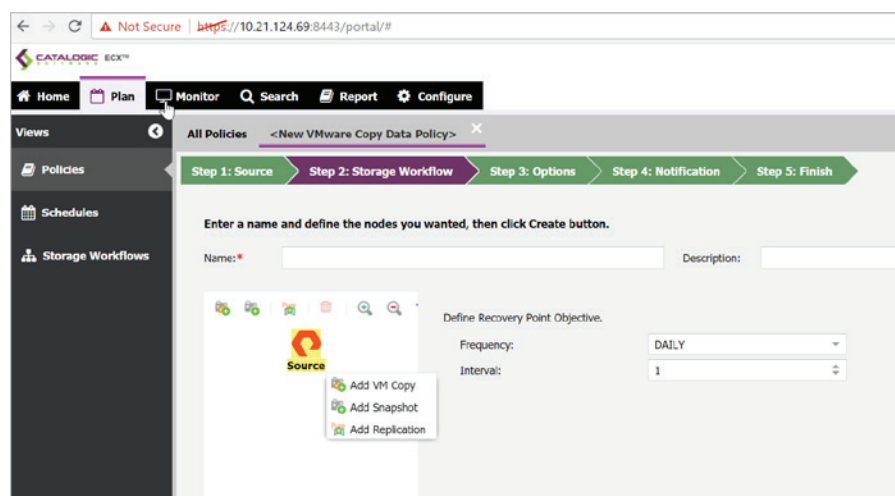 Not Secure | https://10.21.124.69:8443/portal/#
CATALOGIC ECX™
SOFTWARE
Home Plan Monitor Search Report Configure
Views All Policies <New VMware Copy Data Policy>
Policies Step 1: Source Step 2: Storage Workflow Step 3: Options Step 4: Notification Step 5: Finish
Schedules
Enter a name and define the nodes you wanted, then click Create button.
Storage Workflows Name:* Description:
Define Recovery Point Objective.
Frequency: DAILY
Source Interval: 1
Add VM Copy
Add Snapshot
Add Replication